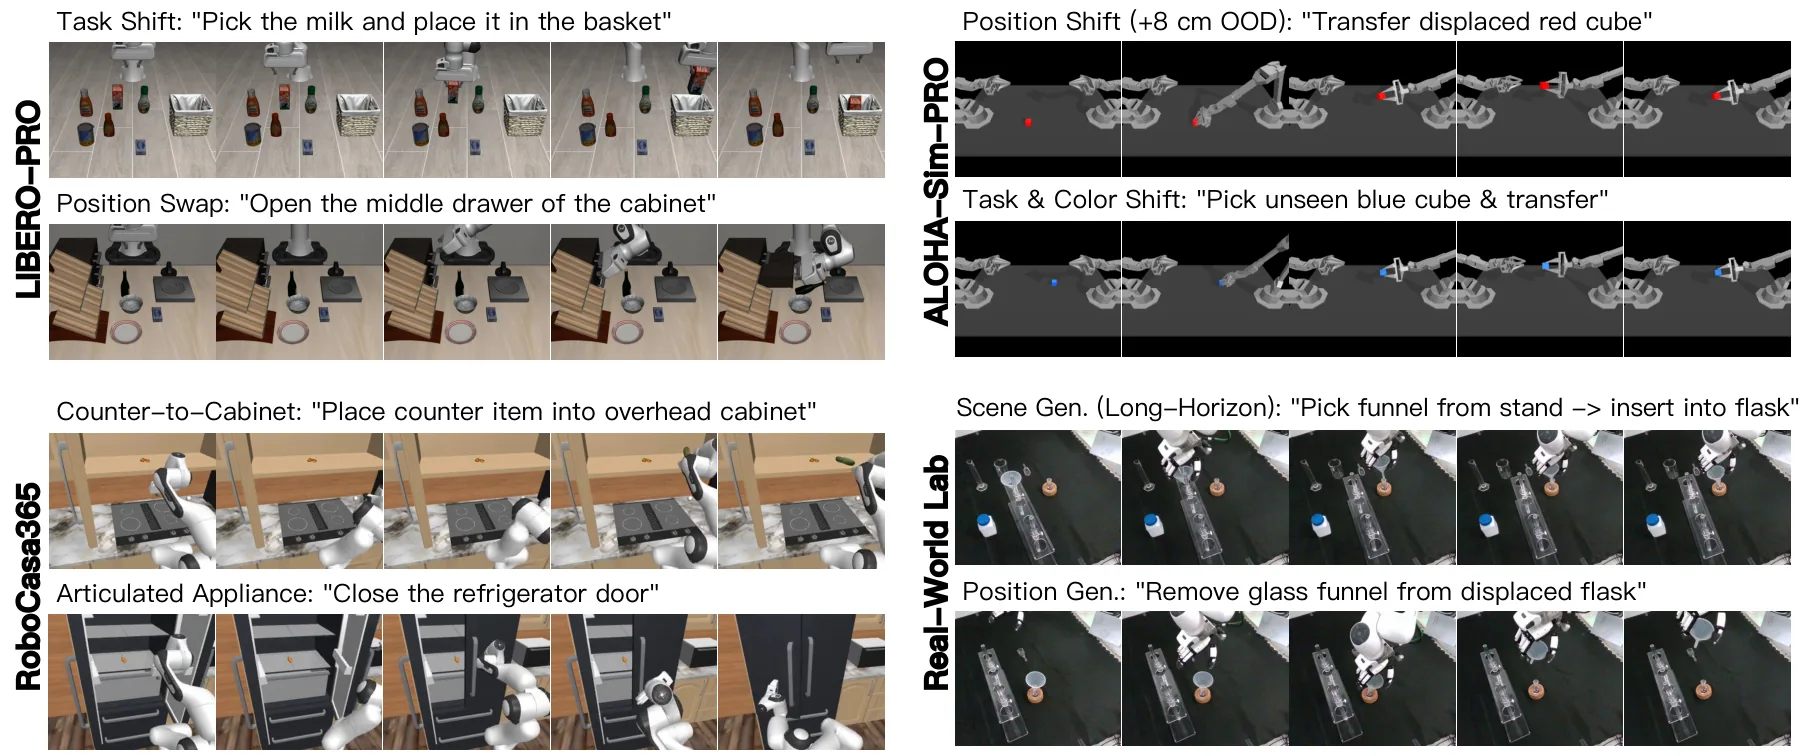 LIBERO-PRO
Task Shift: "Pick the milk and place it in the basket"
Position Swap: "Open the middle drawer of the cabinet"
ALOHA-Sim-PRO
Position Shift (+8 cm OOD): "Transfer displaced red cube"
Task & Color Shift: "Pick unseen blue cube & transfer"
RoboCasa365
Counter-to-Cabinet: "Place counter item into overhead cabinet"
Articulated Appliance: "Close the refrigerator door"
Real-World Lab
Scene Gen. (Long-Horizon): "Pick funnel from stand -> insert into flask"
Position Gen.: "Remove glass funnel from displaced flask"